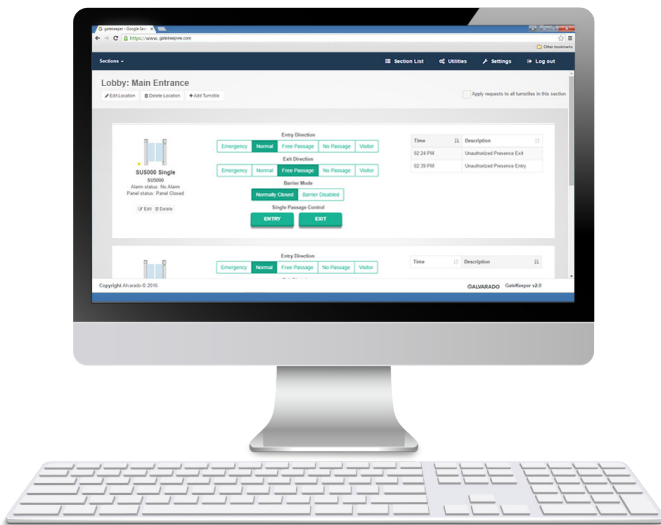 gatekeeper - Google Sea
https://www. gatekeeper.com
Other bookmarks
Sections
Section List
Utilities
Settings
Log out
Lobby: Main Entrance
Edit Location
Delete Location
Add Turnstile
Apply requests to all turnstiles in this section
SU5000 Single
SU5000
Alarm status: No Alarm
Panel status: Panel Closed
Edit
Delete
Entry Direction
Emergency Normal Free Passage No Passage Visitor
Exit Direction
Emergency Normal Free Passage No Passage Visitor
Barrier Mode
Normally Closed Barrier Disabled
Single Passage Control
ENTRY EXIT
Time Description
02:24 PM Unauthorized Presence Exit
02:39 PM Unauthorized Presence Entry
Entry Direction
Emergency Normal Free Passage No Passage Visitor
Time Description
Copyright Alvarado © 2016
ALVARADO GateKeeper v2.0